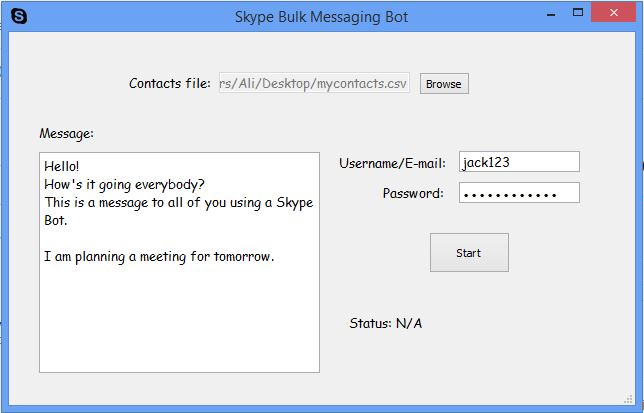 Skype Bulk Messaging Bot
Contacts file: rs/Ali/Desktop/mycontacts.csv Browse
Message:
Hello!
How's it going everybody?
This is a message to all of you using a Skype
Bot.
I am planning a meeting for tomorrow.
Username/E-mail: jack123
Password: ••••••••••••
Start
Status: N/A